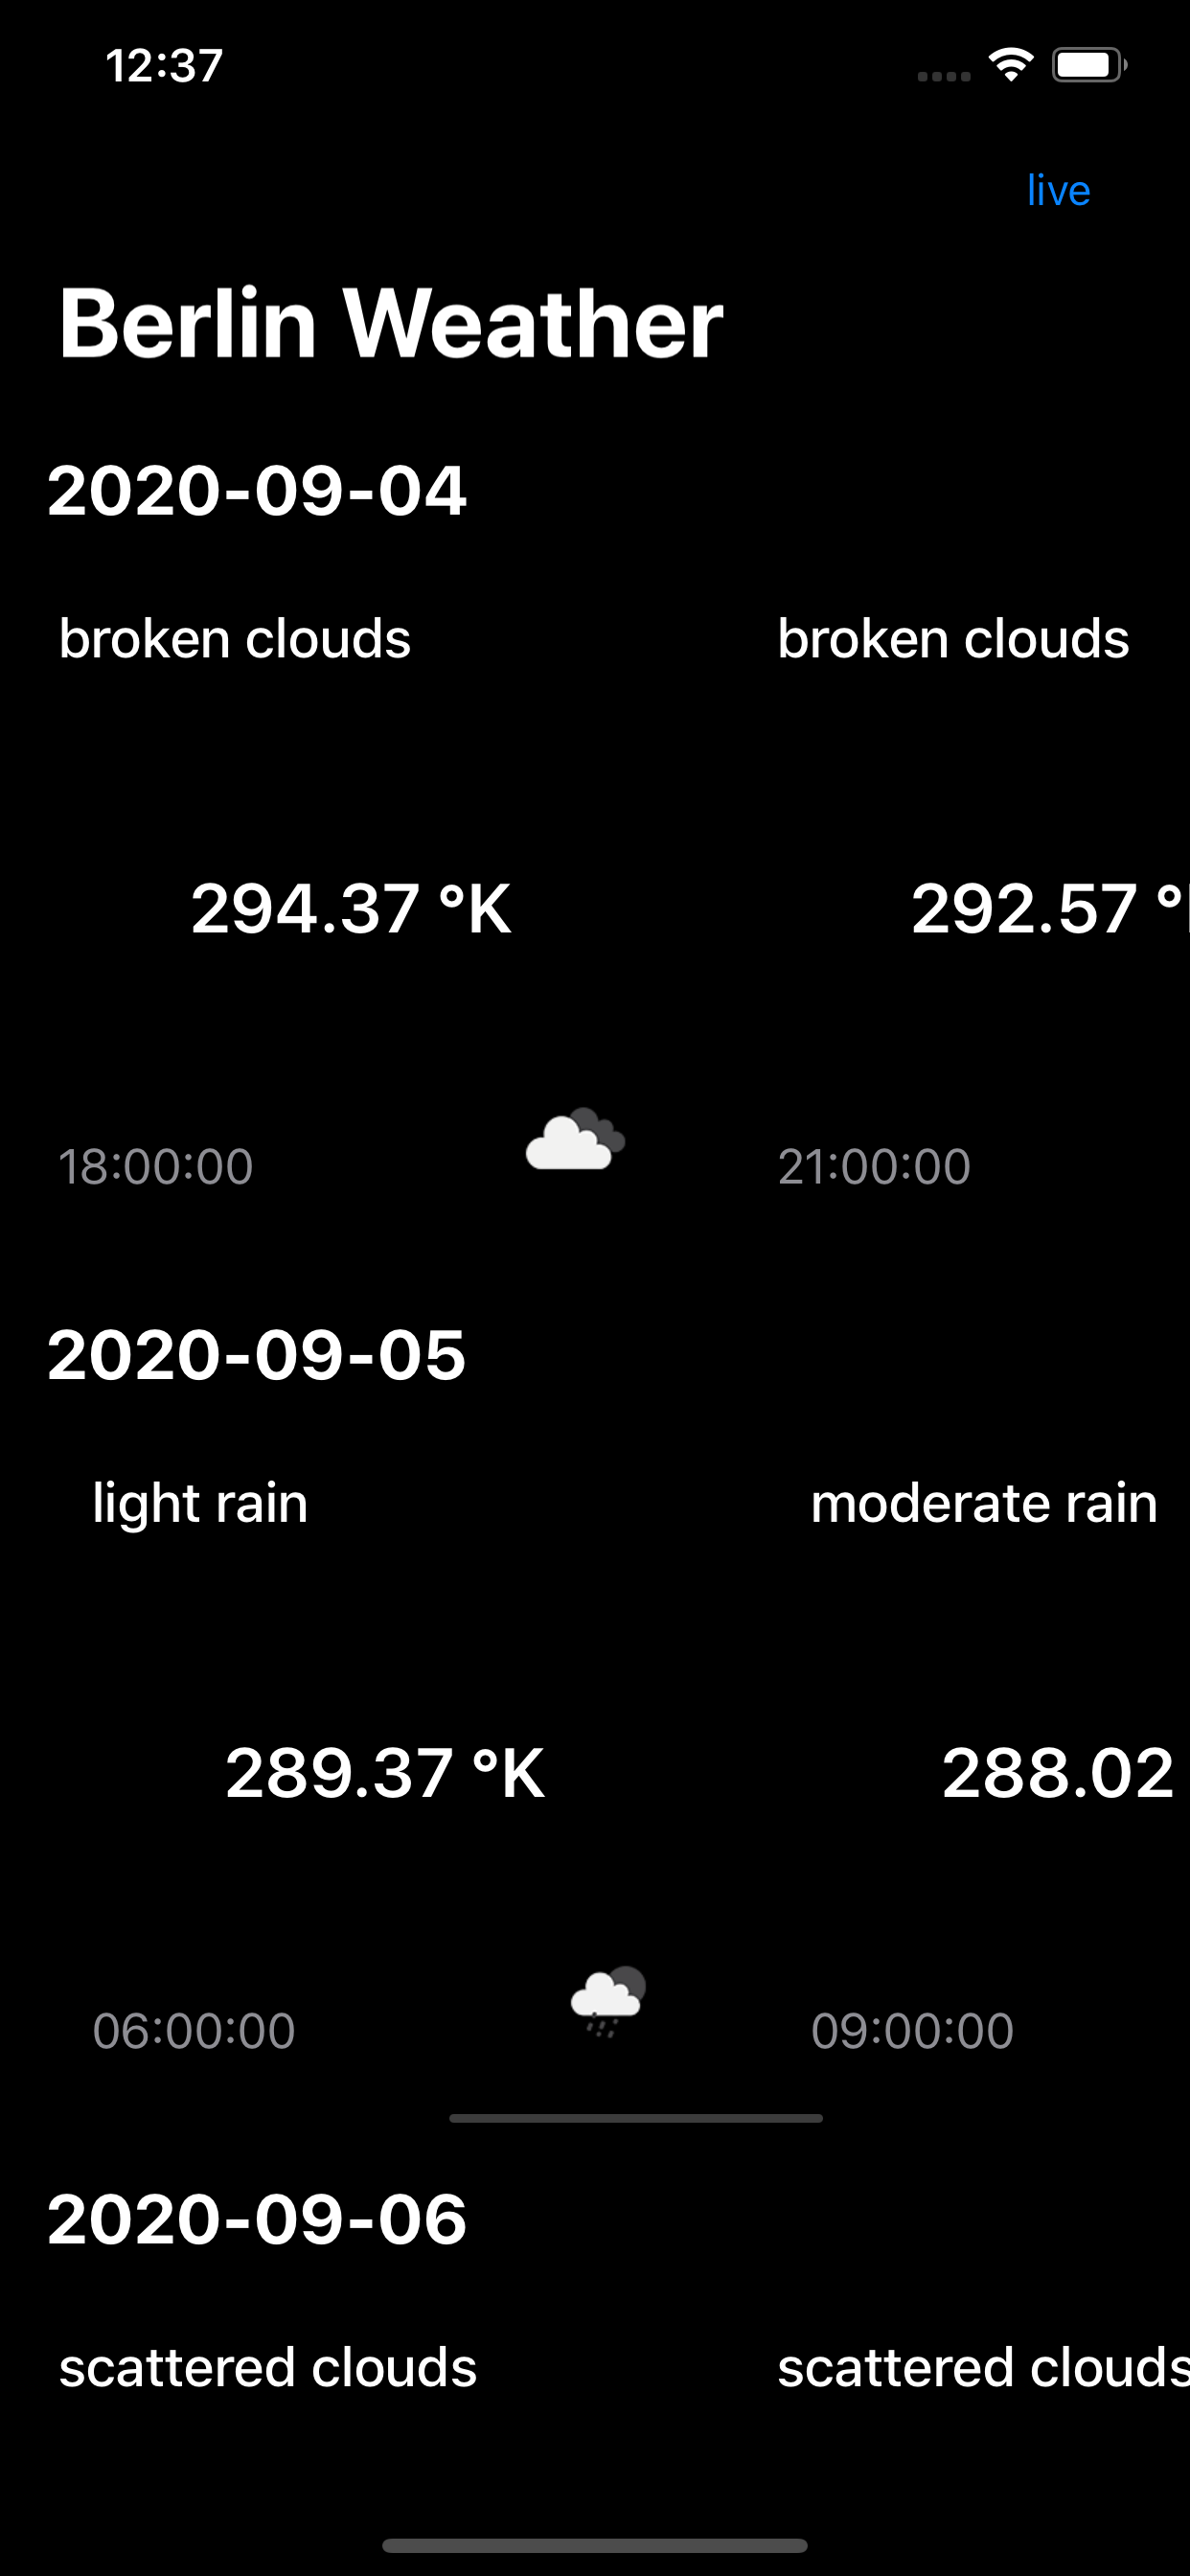 12:37
live
Berlin Weather
2020-09-04
broken clouds broken clouds
294.37 °K 292.57 °
18:00:00 21:00:00
2020-09-05
light rain moderate rain
289.37 °K 288.02
06:00:00 09:00:00
2020-09-06
scattered clouds scattered clouds